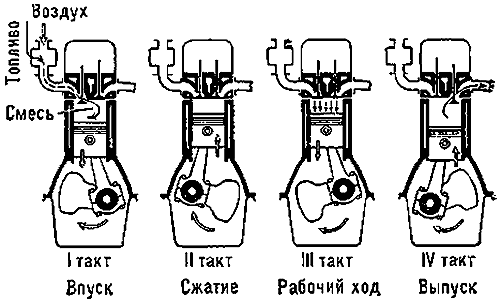 Воздух
Топливо
Смесь
I такт
II такт
III такт
IV такт
Впуск
Сжатие
Рабочий ход
Выпуск